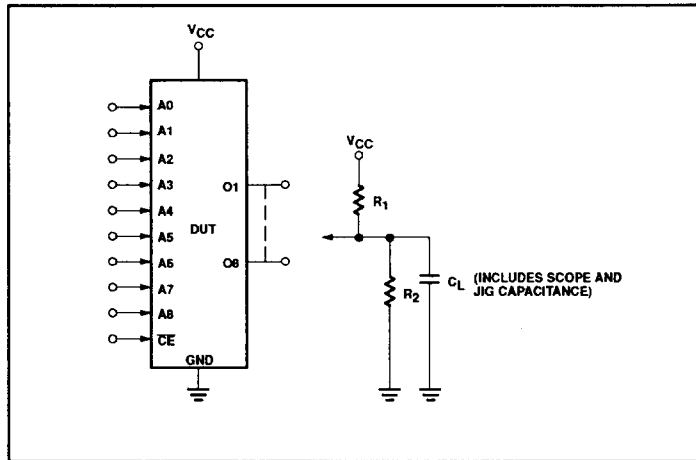 VCC
A0
A1
A2
A3
A4
A5
A6
A7
A8
CE
DUT
O1
O8
GND
VCC
R1
R2
CL (INCLUDES SCOPE AND
JIG CAPACITANCE)